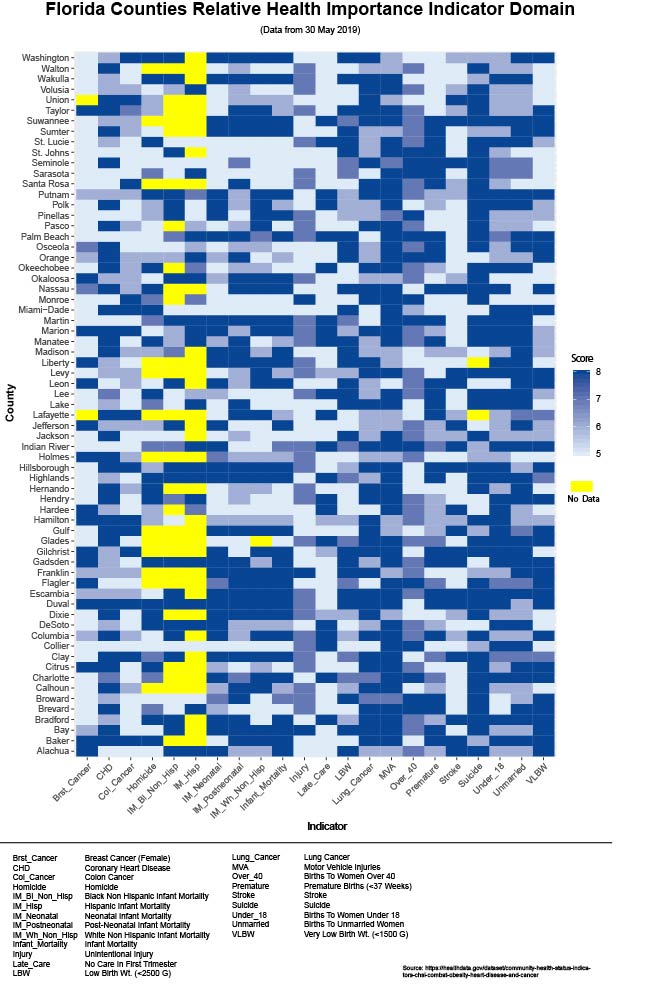 Florida Counties Relative Health Importance Indicator Domain
(Data from 30 May 2019)
Washington
Walton
Wakulla
Volusia
Union
Taylor
Suwannee
Sumter
St. Lucie
St. Johns
Seminole
Sarasota
Santa Rosa
Putnam
Polk
Pinellas
Pasco
Palm Beach
Osceola
Orange
Okeechobee
Okaloosa
Nassau
Monroe
Miami-Dade
Martin
Marion
Manatee
Madison
Liberty
Levy
Leon
Lee
Lake
Lafayette
Jefferson
Jackson
Indian River
Holmes
Hillsborough
Highlands
Hernando
Hendry
Hardee
Hamilton
Gulf
Glades
Gilchrist
Gadsden
Franklin
Flagler
Escambia
Duval
Dixie
DeSoto
Columbia
Collier
Clay
Citrus
Charlotte
Calhoun
Broward
Brevard
Bradford
Bay
Baker
Alachua
County
Score
8
7
6
5
No Data
Brst_Cancer
CHD
Col_Cancer
Homicide
IM_Bl_Non_Hisp
IM_Hisp
IM_Neonatal
IM_Postneonatal
IM_Wh_Non_Hisp
Infant_Mortality
Injury
Late_Care
LBW
Lung_Cancer
MVA
Over_40
Premature
Stroke
Suicide
Under_18
Unmarried
VLBW
Indicator
Brst_Cancer Breast Cancer (Female)
CHD Coronary Heart Disease
Col_Cancer Colon Cancer
Homicide Homicide
IM_Bl_Non_Hisp Black Non Hispanic Infant Mortality
IM_Hisp Hispanic Infant Mortality
IM_Neonatal Neonatal Infant Mortality
IM_Postneonatal Post-Neonatal Infant Mortality
IM_Wh_Non_Hisp White Non Hispanic Infant Mortality
Infant_Mortality Infant Mortality
Injury Unintentional Injury
Late_Care No Care in First Trimester
LBW Low Birth Wt. (<2500 G)
Lung_Cancer Lung Cancer
MVA Motor Vehicle Injuries
Over_40 Births To Women Over 40
Premature Premature Births (<37 Weeks)
Stroke Stroke
Suicide Suicide
Under_18 Births To Women Under 18
Unmarried Births To Unmarried Women
VLBW Very Low Birth Wt. (<1500 G)
Source: https://healthdata.gov/dataset/community-health-status-indica-
tors-chsi-combat-obesity-heart-disease-and-cancer